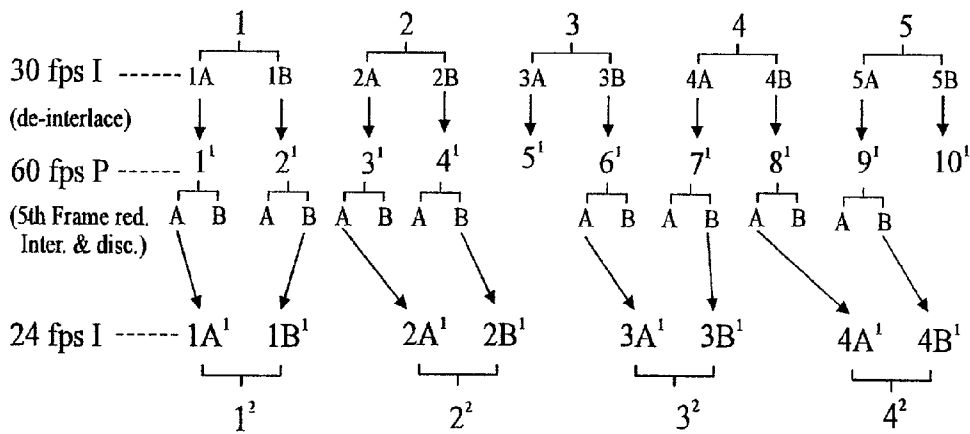 1 2 3 4 5
30 fps I ------ 1A 1B 2A 2B 3A 3B 4A 4B 5A 5B
(de-interlace)
60 fps P ----- 1¹ 2¹ 3¹ 4¹ 5¹ 6¹ 7¹ 8¹ 9¹ 10¹
(5th Frame red. A B A B A B A B A B A B A B A B
Inter. & disc.)
24 fps I ------ 1A¹ 1B¹ 2A¹ 2B¹ 3A¹ 3B¹ 4A¹ 4B¹
1² 2² 3² 4²